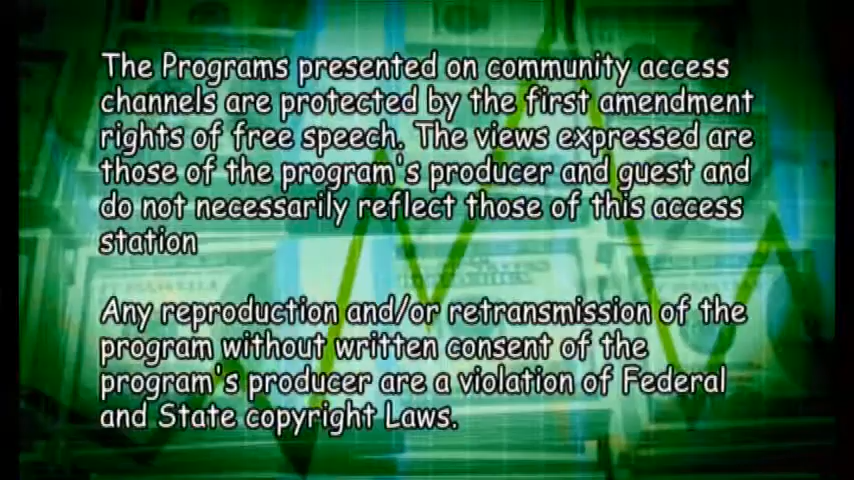 The Programs presented on community access
channels are protected by the first amendment
rights of free speech. The views expressed are
those of the program's producer and guest and
do not necessarily reflect those of this access
station
Any reproduction and/or retransmission of the
program without written consent of the
program's producer are a violation of Federal
and State copyright Laws.